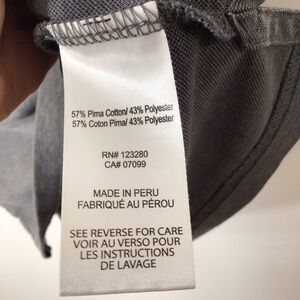 57% Pima Cotton/ 43% Polyester
57% Coton Pima/ 43% Polyester
RN# 123280
CA# 07099
MADE IN PERU
FABRIQUÉ AU PÉROU
SEE REVERSE FOR CARE
VOIR AU VERSO POUR
LES INSTRUCTIONS
DE LAVAGE